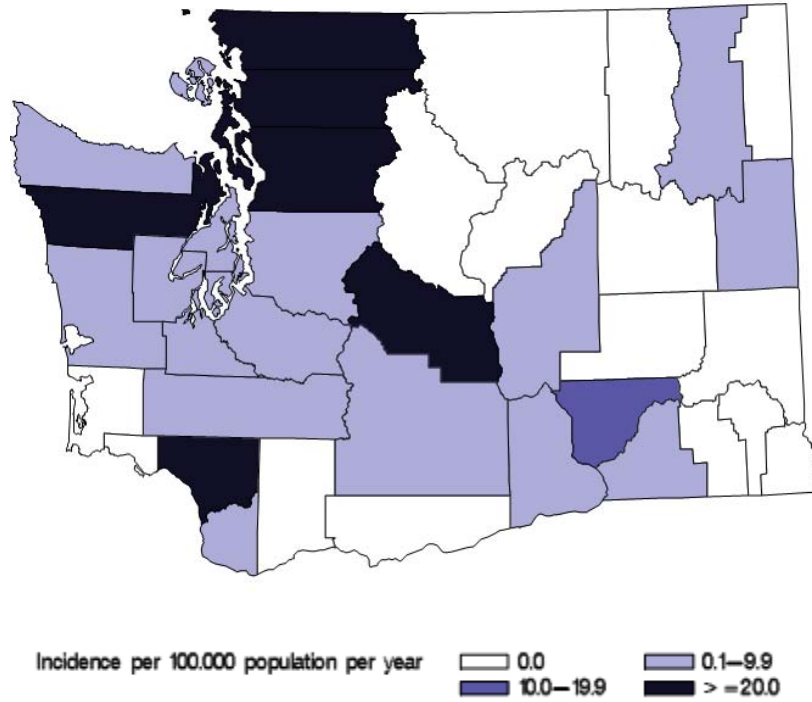 Incidence per 100.000 population per year
0.0
0.1—9.9
10.0—19.9
> =20.0